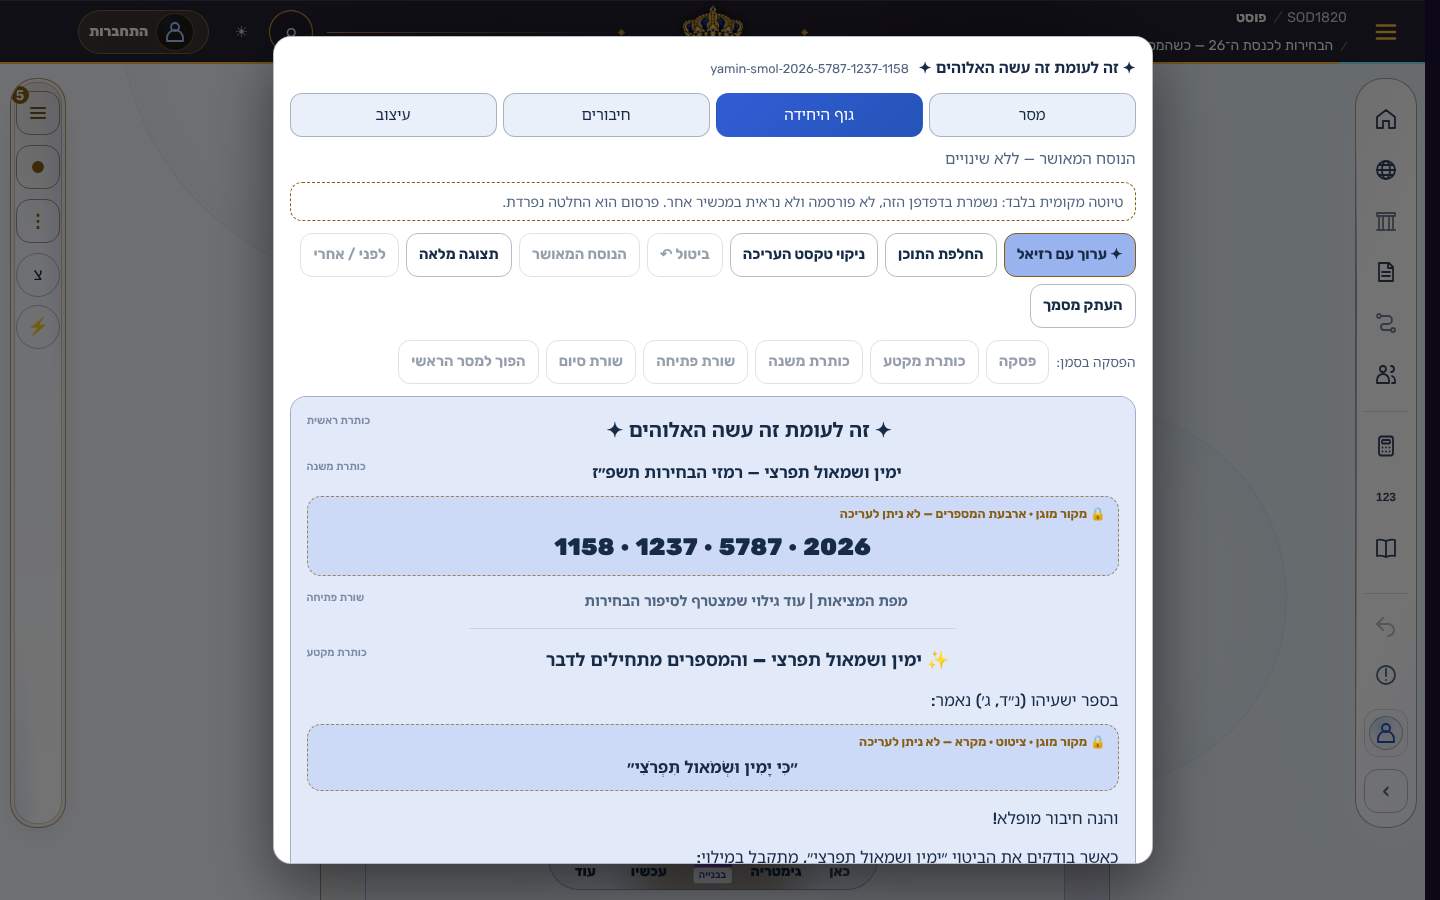 SOD1820 / פוסט
/ הבחירות לכנסת ה־26 — כשהמס
התחברות
✦ זה לעומת זה עשה האלוהים ✦ yamin-smol-2026-5787-1237-1158
מסר
גוף היחידה
חיבורים
עיצוב
הנוסח המאושר — ללא שינויים
טיוטה מקומית בלבד: נשמרת בדפדפן הזה, לא פורסמה ולא נראית במכשיר אחר. פרסום הוא החלטה נפרדת.
✦ ערוך עם רזיאל
החלפת התוכן
ניקוי טקסט העריכה
ביטול ↶
הנוסח המאושר
תצוגה מלאה
לפני / אחרי
העתק מסמך
הפסקה בסמן:
פסקה
כותרת מקטע
כותרת משנה
שורת פתיחה
שורת סיום
הפוך למסר הראשי
✦ זה לעומת זה עשה האלוהים ✦
כותרת ראשית
ימין ושמאול תפרצי — רמזי הבחירות תשפ״ז
כותרת משנה
🔒 מקור מוגן • ארבעת המספרים — לא ניתן לעריכה
2026 • 5787 • 1237 • 1158
מפת המציאות | עוד גילוי שמצטרף לסיפור הבחירות
שורת פתיחה
✨ ימין ושמאול תפרצי — והמספרים מתחילים לדבר
כותרת מקטע
בספר ישעיהו (נ״ד, ג׳) נאמר:
🔒 מקור מוגן • ציטוט • מקרא — לא ניתן לעריכה
״כִּי יָמִין וּשְׂמֹאול תִּפְרֹצִי״
והנה חיבור מופלא!
כאשר בודקים את הביטוי ״ימין ושמאול תפרצי״, מתקבל במילוי:
כאן
גימטריה
בבנייה
עכשיו
עוד
5
צ
123